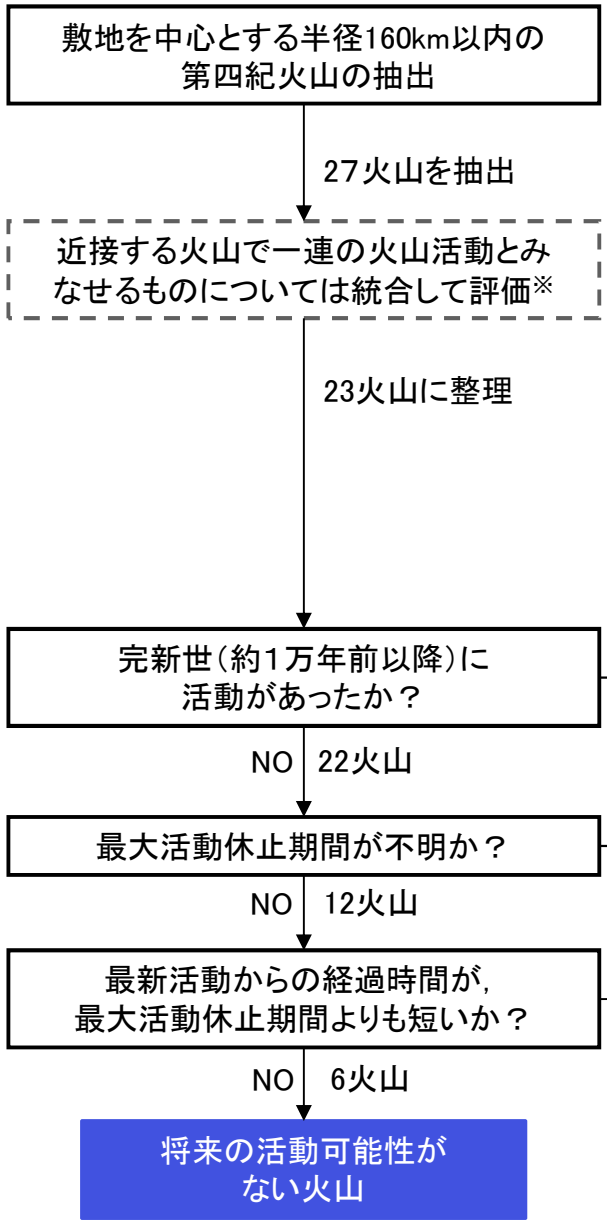 敷地を中心とする半径160km以内の
第四紀火山の抽出
27火山を抽出
近接する火山で一連の火山活動とみ
なせるものについては統合して評価※
23火山に整理
完新世（約１万年前以降）に
活動があったか？
NO 22火山
最大活動休止期間が不明か？
NO 12火山
最新活動からの経過時間が，
最大活動休止期間よりも短いか？
NO 6火山
将来の活動可能性が
ない火山